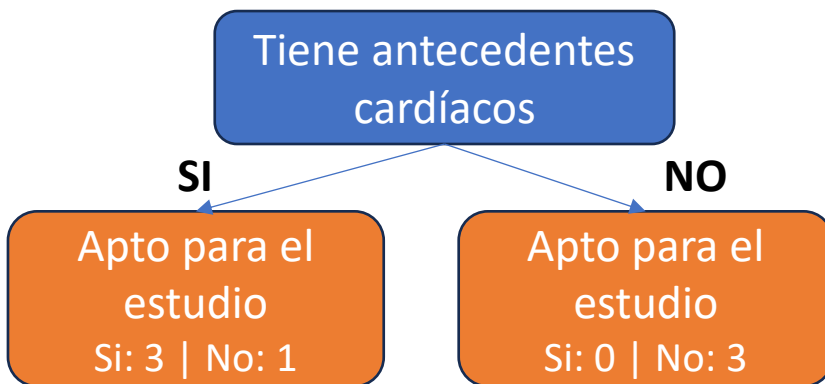 Tiene antecedentes
cardíacos
SI
NO
Apto para el
estudio
Si: 3 | No: 1
Apto para el
estudio
Si: 0 | No: 3